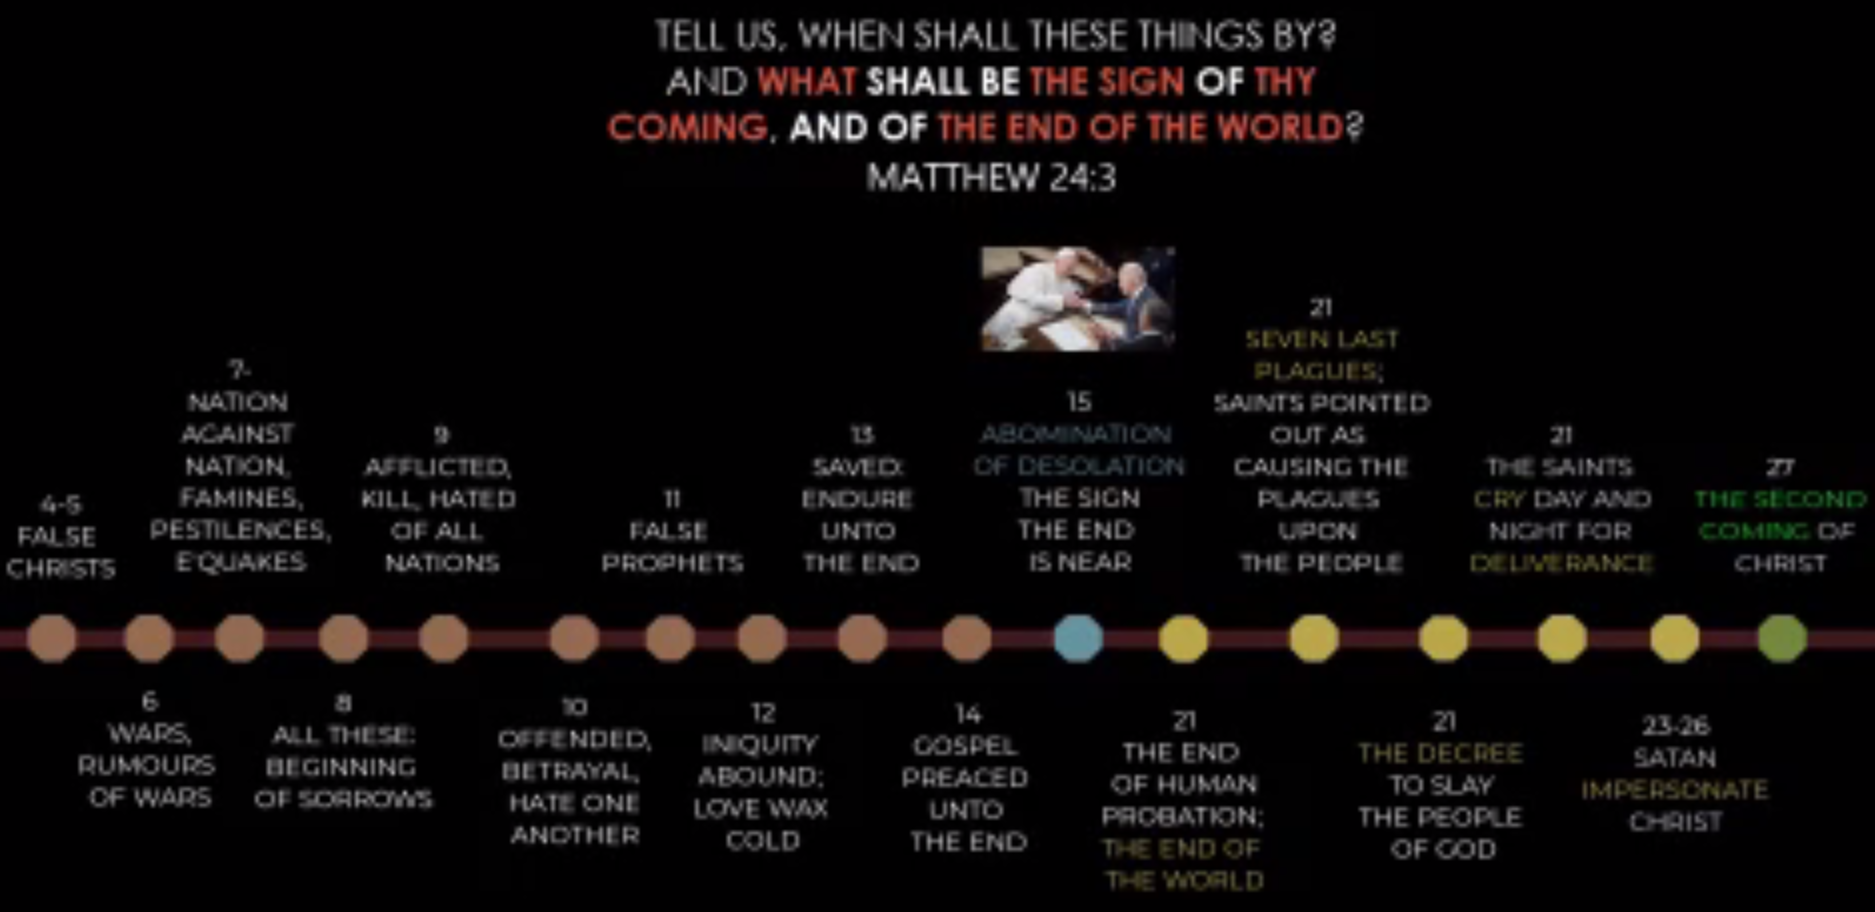 TELL US, WHEN SHALL THESE THINGS BY?
AND WHAT SHALL BE THE SIGN OF THY
COMING, AND OF THE END OF THE WORLD?
MATTHEW 24:3
4-5
FALSE
CHRISTS
6
WARS,
RUMOURS
OF WARS
7-
NATION
AGAINST
NATION,
FAMINES,
PESTILENCES,
E'QUAKES
8
ALL THESE:
BEGINNING
OF SORROWS
9
AFFLICTED,
KILL, HATED
OF ALL
NATIONS
10
OFFENDED,
BETRAYAL,
HATE ONE
ANOTHER
11
FALSE
PROPHETS
12
INIQUITY
ABOUND;
LOVE WAX
COLD
13
SAVED:
ENDURE
UNTO
THE END
14
GOSPEL
PREACED
UNTO
THE END
15
ABOMINATION
OF DESOLATION
THE SIGN
THE END
IS NEAR
21
THE END
OF HUMAN
PROBATION;
THE END OF
THE WORLD
21
SEVEN LAST
PLAGUES;
SAINTS POINTED
OUT AS
CAUSING THE
PLAGUES
UPON
THE PEOPLE
21
THE DECREE
TO SLAY
THE PEOPLE
OF GOD
21
THE SAINTS
CRY DAY AND
NIGHT FOR
DELIVERANCE
23-26
SATAN
IMPERSONATE
CHRIST
27
THE SECOND
COMING OF
CHRIST